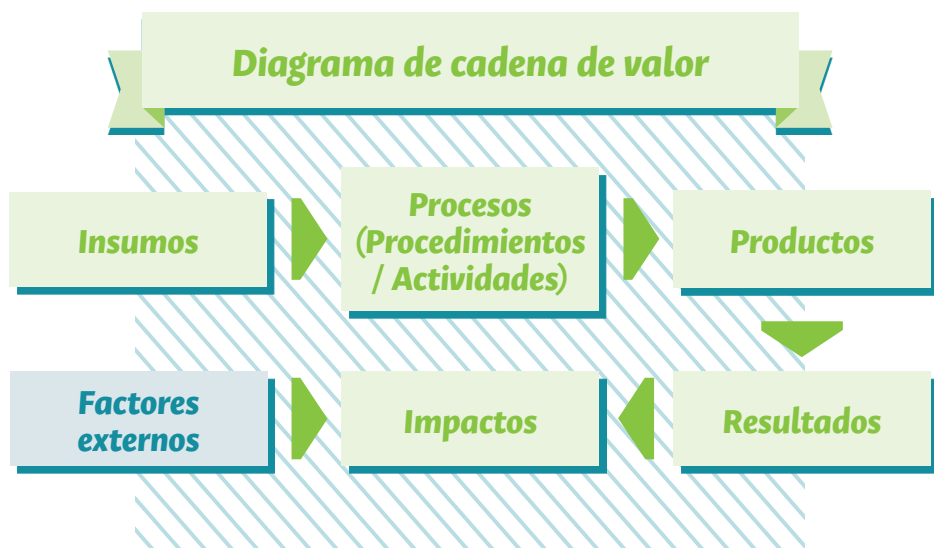 Diagrama de cadena de valor
Insumos
Procesos
(Procedimientos
/ Actividades)
Productos
Factores
externos
Impactos
Resultados